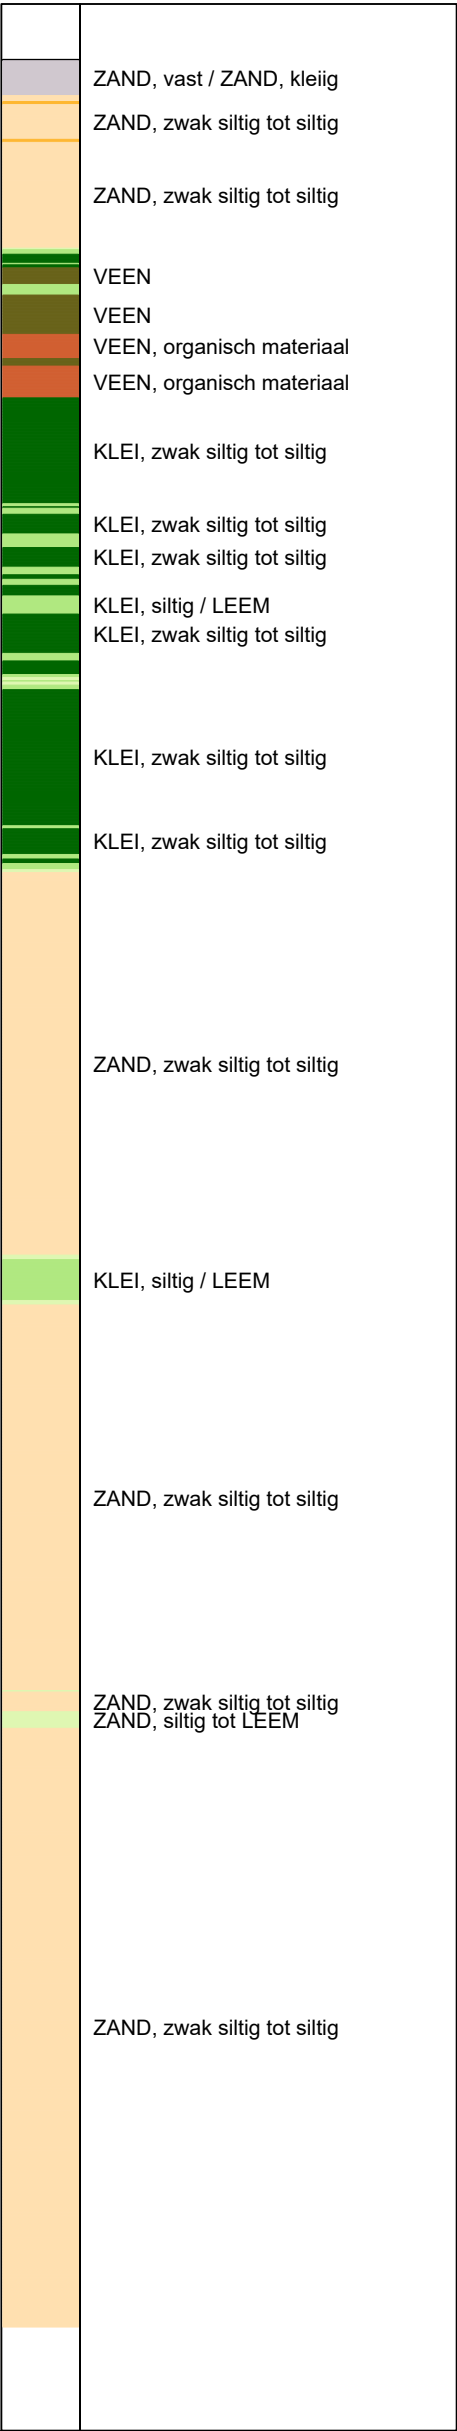 ZAND, vast / ZAND, kleiig
ZAND, zwak siltig tot siltig
ZAND, zwak siltig tot siltig
VEEN
VEEN
VEEN, organisch materiaal
VEEN, organisch materiaal
KLEI, zwak siltig tot siltig
KLEI, zwak siltig tot siltig
KLEI, zwak siltig tot siltig
KLEI, siltig / LEEM
KLEI, zwak siltig tot siltig
KLEI, zwak siltig tot siltig
KLEI, zwak siltig tot siltig
ZAND, zwak siltig tot siltig
KLEI, siltig / LEEM
ZAND, zwak siltig tot siltig
ZAND, zwak siltig tot siltig
ZAND, siltig tot LEEM
ZAND, zwak siltig tot siltig